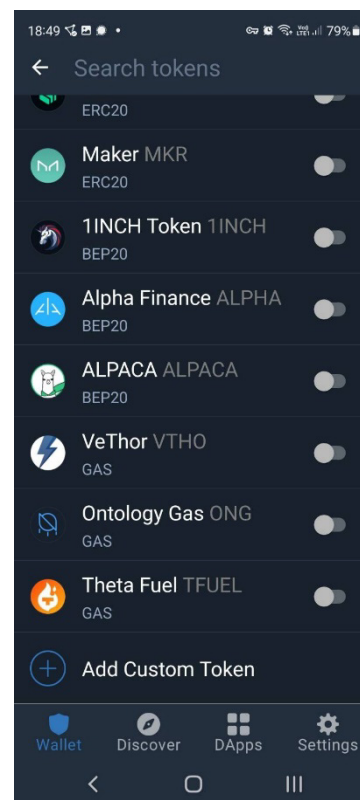 18:49 79%
Search tokens
ERC20
Maker MKR
ERC20
1INCH Token 1INCH
BEP20
Alpha Finance ALPHA
BEP20
ALPACA ALPACA
BEP20
VeThor VTHO
GAS
Ontology Gas ONG
GAS
Theta Fuel TFUEL
GAS
Add Custom Token
Wallet Discover DApps Settings